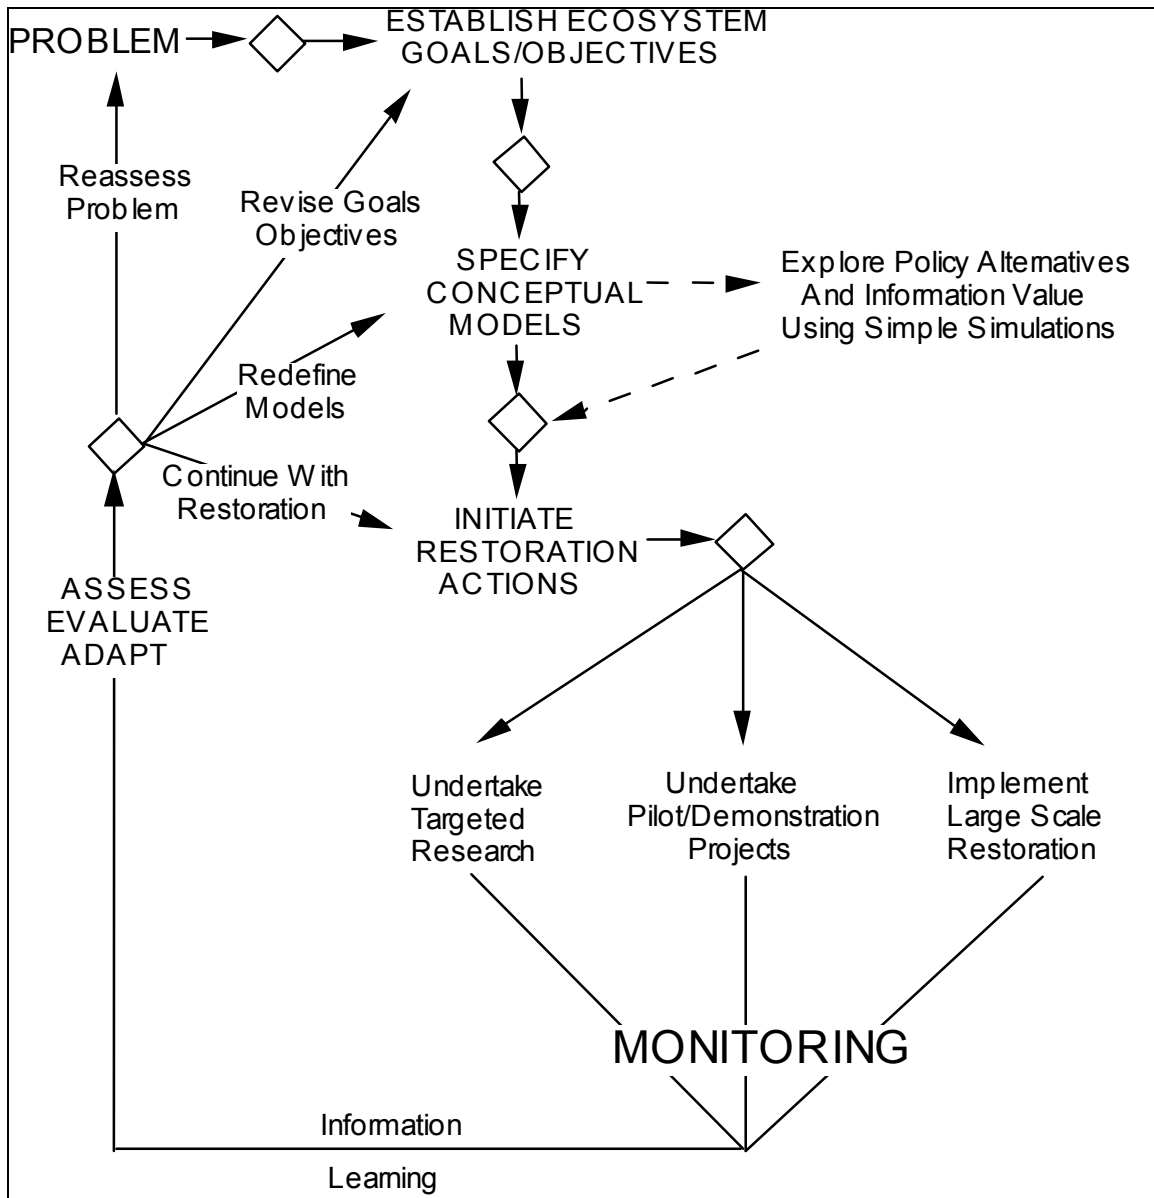 PROBLEM
ESTABLISH ECOSYSTEM
GOALS/OBJECTIVES
Reassess
Problem
Revise Goals
Objectives
SPECIFY
CONCEPTUAL
MODELS
Explore Policy Alternatives
And Information Value
Using Simple Simulations
Redefine
Models
Continue With
Restoration
INITIATE
RESTORATION
ACTIONS
ASSESS
EVALUATE
ADAPT
Undertake
Targeted
Research
Undertake
Pilot/Demonstration
Projects
Implement
Large Scale
Restoration
MONITORING
Information
Learning